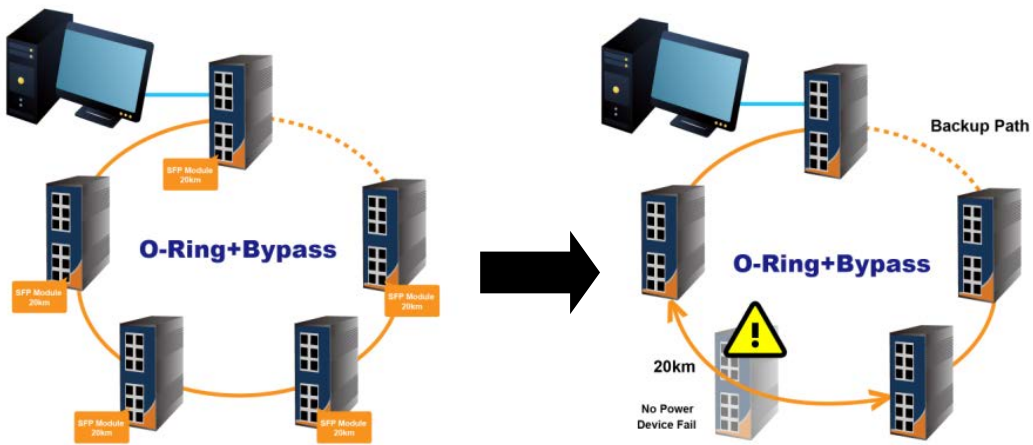 SFP Module
20km
SFP Module
20km
O-Ring+Bypass
SFP Module
20km
SFP Module
20km
SFP Module
20km
Backup Path
O-Ring+Bypass
20km
No Power
Device Fail